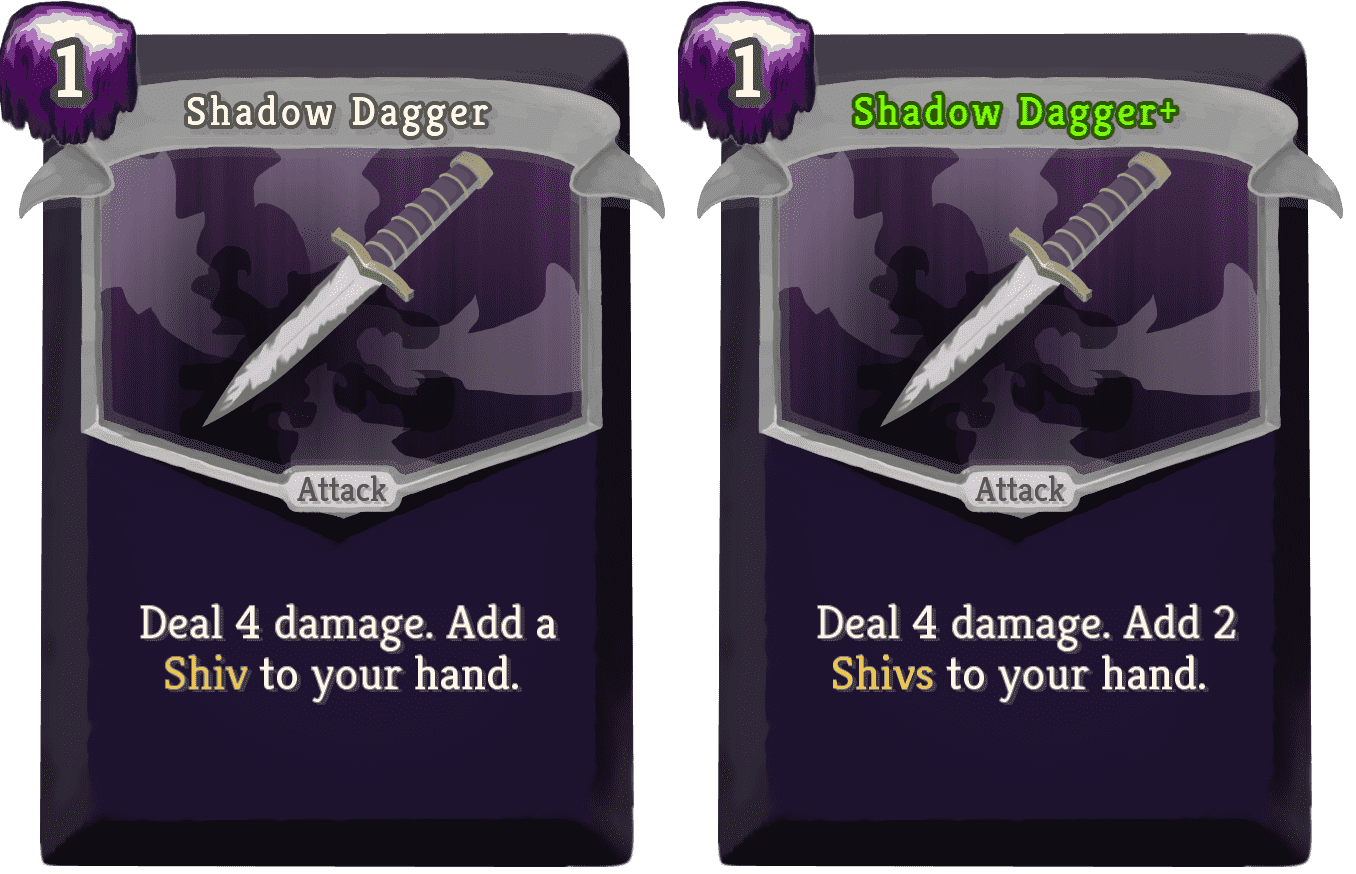 1
Shadow Dagger
Attack
Deal 4 damage. Add a
Shiv to your hand.
1
Shadow Dagger+
Attack
Deal 4 damage. Add 2
Shivs to your hand.